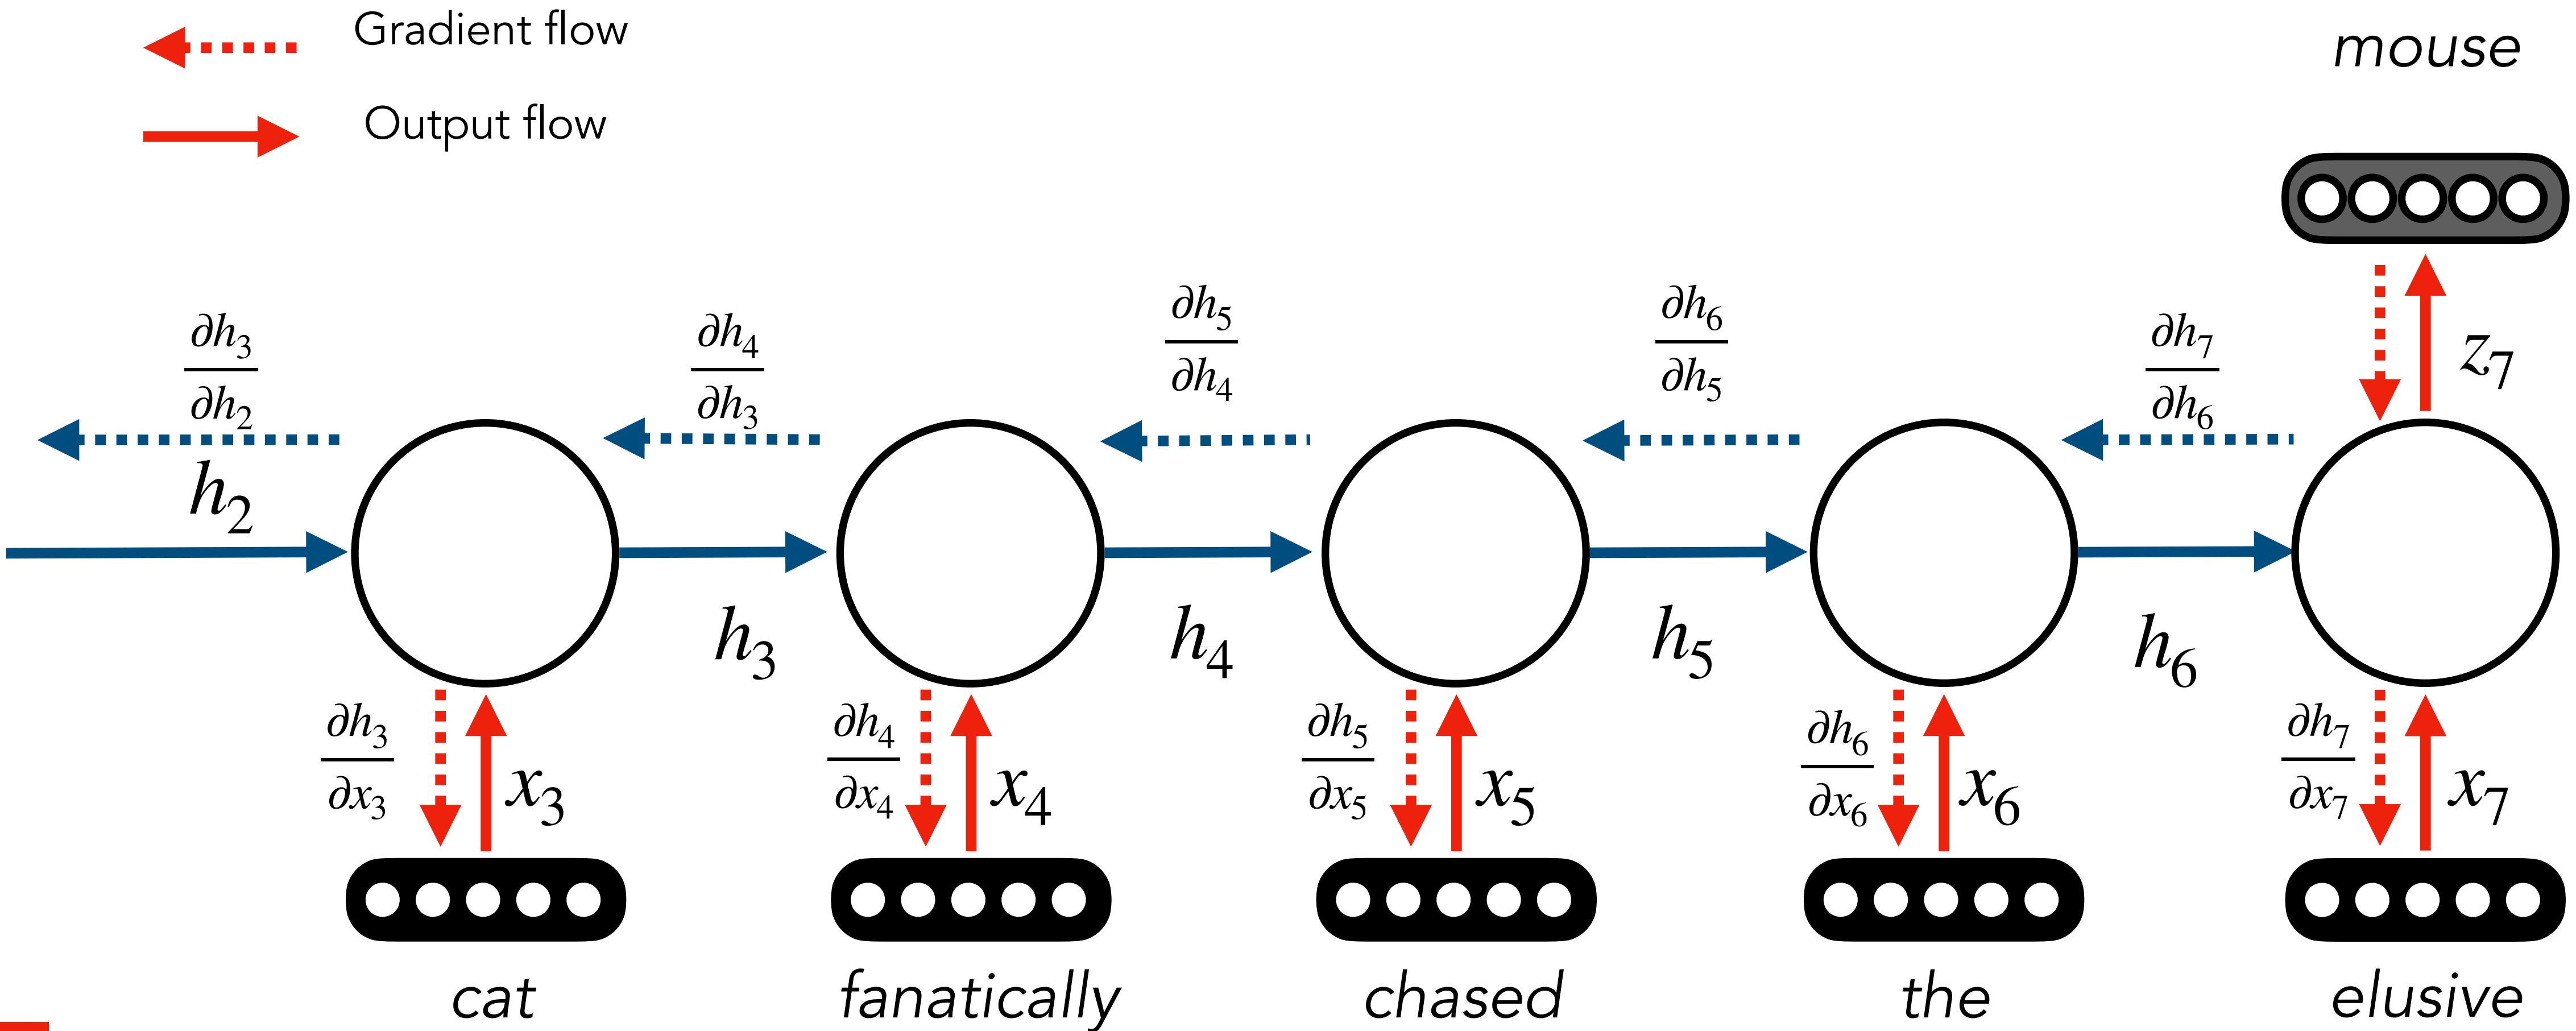 Gradient flow
Output flow
mouse
∂h₃/∂h₂
∂h₄/∂h₃
∂h₅/∂h₄
∂h₆/∂h₅
∂h₇/∂h₆
z₇
h₂
h₃
h₄
h₅
h₆
∂h₃/∂x₃
x₃
∂h₄/∂x₄
x₄
∂h₅/∂x₅
x₅
∂h₆/∂x₆
x₆
∂h₇/∂x₇
x₇
cat
fanatically
chased
the
elusive